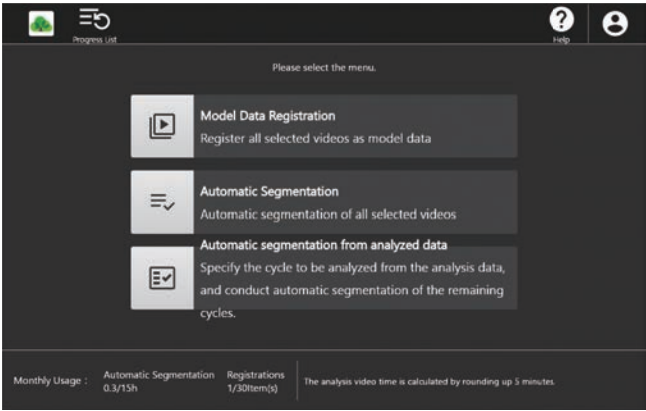 Progress List
Help
Please select the menu.
Model Data Registration
Register all selected videos as model data
Automatic Segmentation
Automatic segmentation of all selected videos
Automatic segmentation from analyzed data
Specify the cycle to be analyzed from the analysis data,
and conduct automatic segmentation of the remaining
cycles.
Monthly Usage :
Automatic Segmentation
0.3/15h
Registrations
1/30Item(s)
The analysis video time is calculated by rounding up 5 minutes.